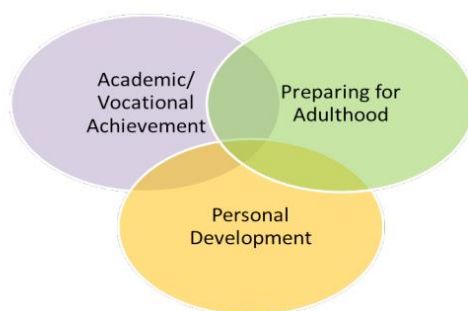 Academic/
Vocational
Achievement
Preparing for
Adulthood
Personal
Development